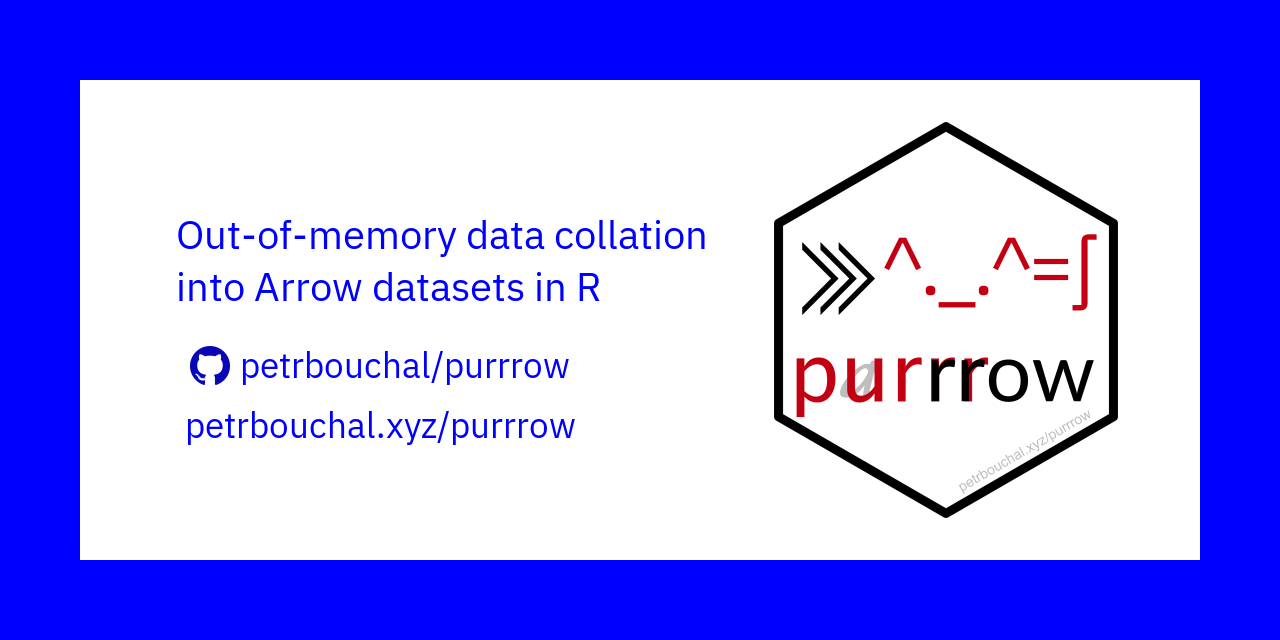 Out-of-memory data collation
into Arrow datasets in R
petrbouchal/purrrow
petrbouchal.xyz/purrrow
^._.^=∫
purrrow
petrbouchal.xyz/purrrow